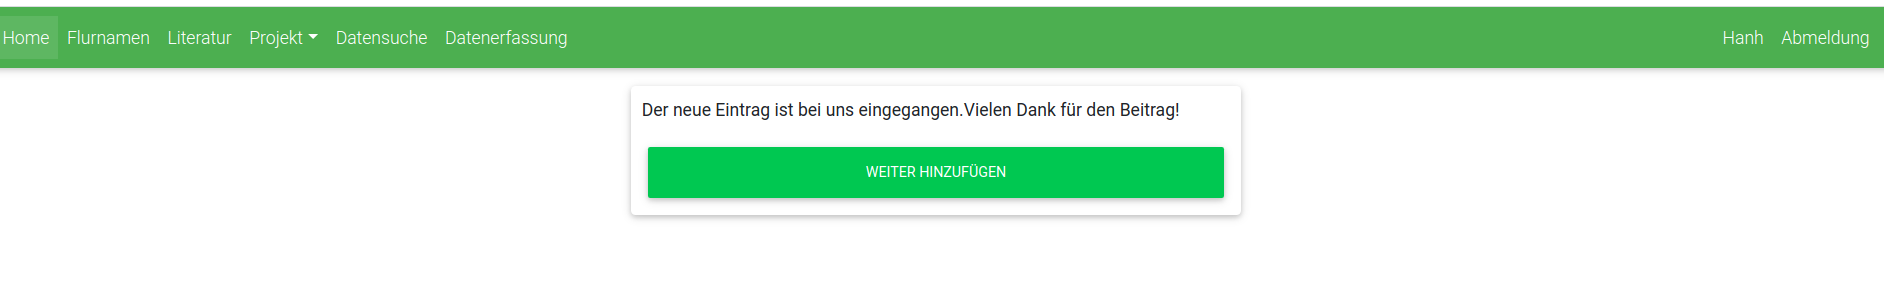 Home Flurnamen Literatur Projekt Datensuche Datenerfassung Hanh Abmeldung
Der neue Eintrag ist bei uns eingegangen.Vielen Dank für den Beitrag!
WEITER HINZUFÜGEN